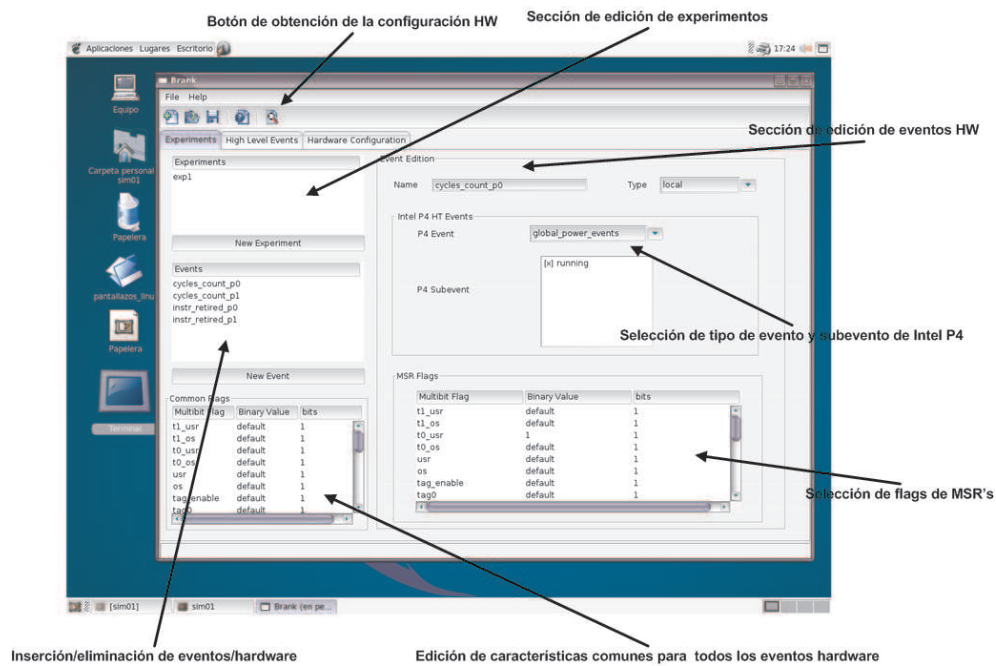 Botón de obtención de la configuración HW
Sección de edición de experimentos
Aplicaciones Lugares Escritorio
17:24
Equipo
Carpeta personal
sim01
Papelera
pantallazos_linu
Papelera
Terminal
Brank
File Help
Experiments High Level Events Hardware Configuration
Sección de edición de eventos HW
Experiments
exp1
New Experiment
Events
cycles_count_p0
cycles_count_p1
instr_retired_p0
instr_retired_p1
New Event
Common Flags
Multibit Flag Binary Value bits
t1_usr default 1
t1_os default 1
t0_usr default 1
t0_os default 1
usr default 1
os default 1
tag_enable default 1
tag0 default 1
Event Edition
Name cycles_count_p0 Type local
Intel P4 HT Events
P4 Event global_power_events
P4 Subevent
[x] running
Selección de tipo de evento y subevento de Intel P4
MSR Flags
Multibit Flag Binary Value bits
t1_usr default 1
t1_os default 1
t0_usr 1 1
t0_os default 1
usr default 1
os default 1
tag_enable default 1
tag0 default 1
Selección de flags de MSR's
[sim01] sim01 Brank (en pe...
Inserción/eliminación de eventos/hardware
Edición de características comunes para todos los eventos hardware